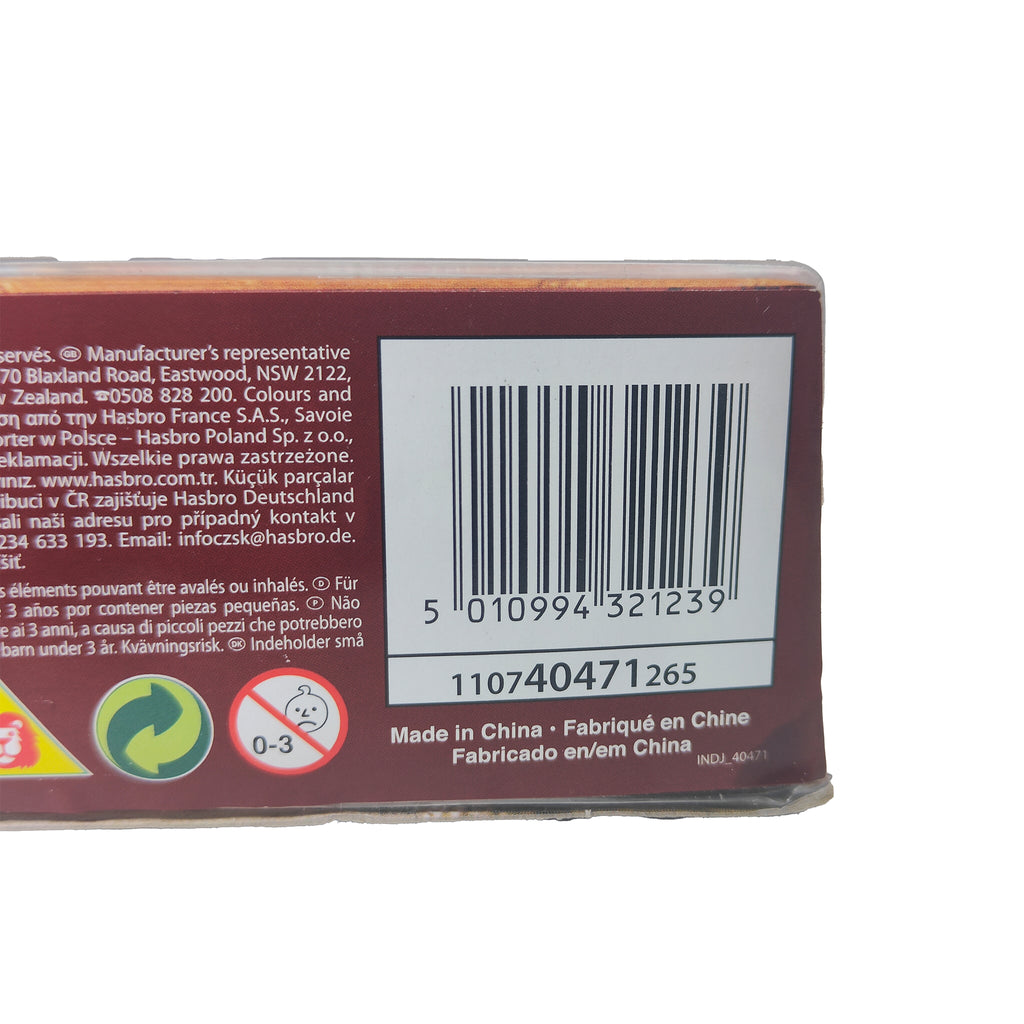 servés. GB Manufacturer's representative
70 Blaxland Road, Eastwood, NSW 2122,
Zealand. ☎0508 828 200. Colours and
ση από την Hasbro France S.A.S., Savoie
orter w Polsce – Hasbro Poland Sp. z o.o.,
eklamacji. Wszelkie prawa zastrzeżone.
www.hasbro.com.tr. Küçük parçalar
ibuci v ČR zajišťuje Hasbro Deutschland
ali naši adresu pro případný kontakt v
234 633 193. Email: infoczsk@hasbro.de.
šiť.
s éléments pouvant être avalés ou inhalés. D Für
3 años por contener piezas pequeñas. P Não
e ai 3 anni, a causa di piccoli pezzi che potrebbero
barn under 3 år. Kvävningsrisk. DK Indeholder små
0-3
5 010994 321239
110740471265
Made in China · Fabriqué en Chine
Fabricado en/em China
INDJ_40471